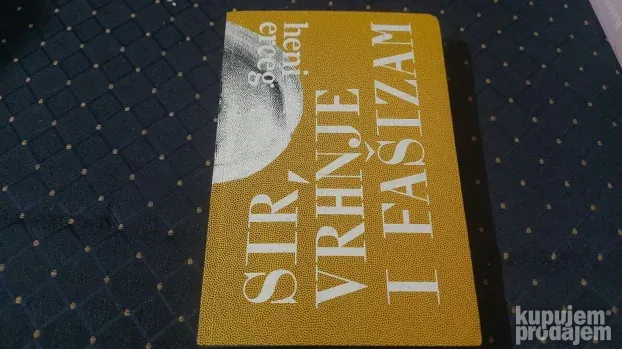 heni
erceg
SIR,
VRHNJE
I FAŠIZAM
kupujem
prodajem